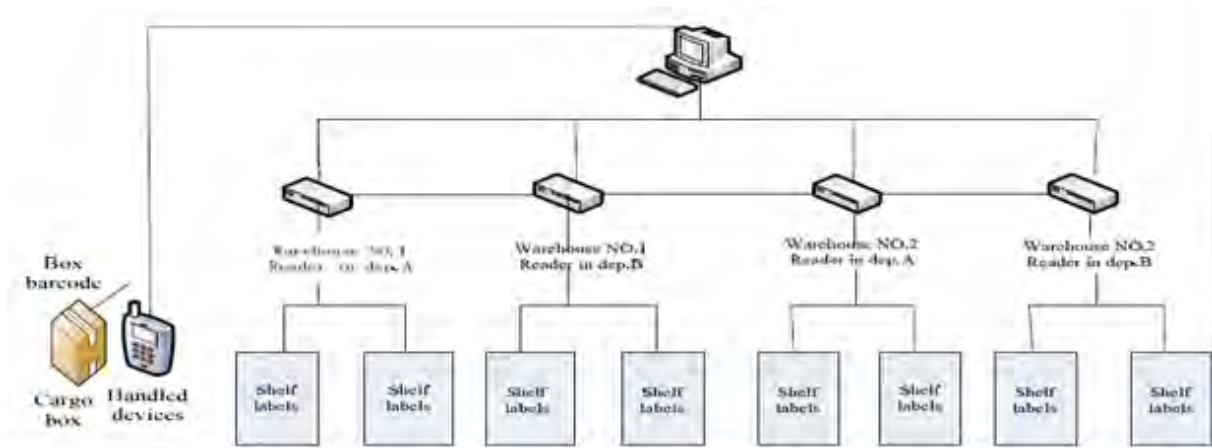 Warehouse NO.1
Reader in dep.A
Warehouse NO.1
Reader in dep.B
Warehouse NO.2
Reader in dep.A
Warehouse NO.2
Reader in dep.B
Box
barcode
Cargo
box
Handled
devices
Shelf
labels
Shelf
labels
Shelf
labels
Shelf
labels
Shelf
labels
Shelf
labels
Shelf
labels
Shelf
labels